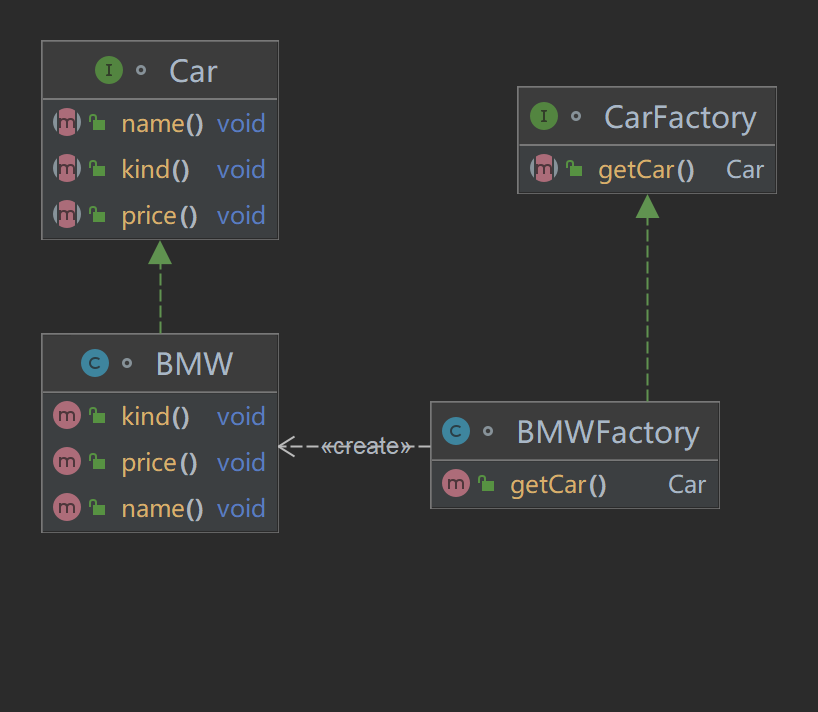 I Car
m name() void
m kind() void
m price() void
I CarFactory
m getCar() Car
C BMW
m kind() void
m price() void
m name() void
«create»
C BMWFactory
m getCar() Car